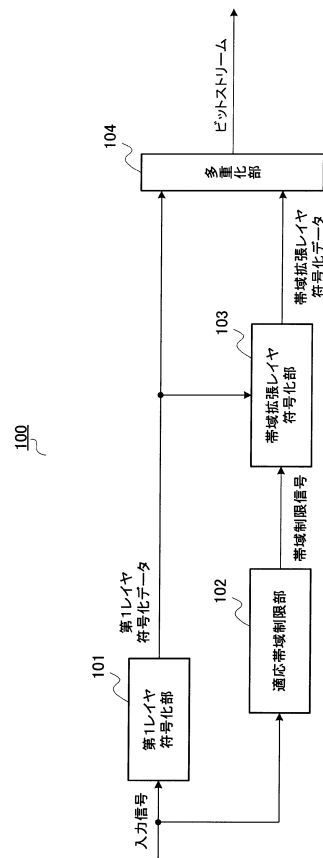 100
入力信号
101
第1レイヤ
符号化部
第1レイヤ
符号化データ
102
適応帯域制限部
帯域制限信号
103
帯域拡張レイヤ
符号化部
帯域拡張レイヤ
符号化データ
104
多重化部
ビットストリーム